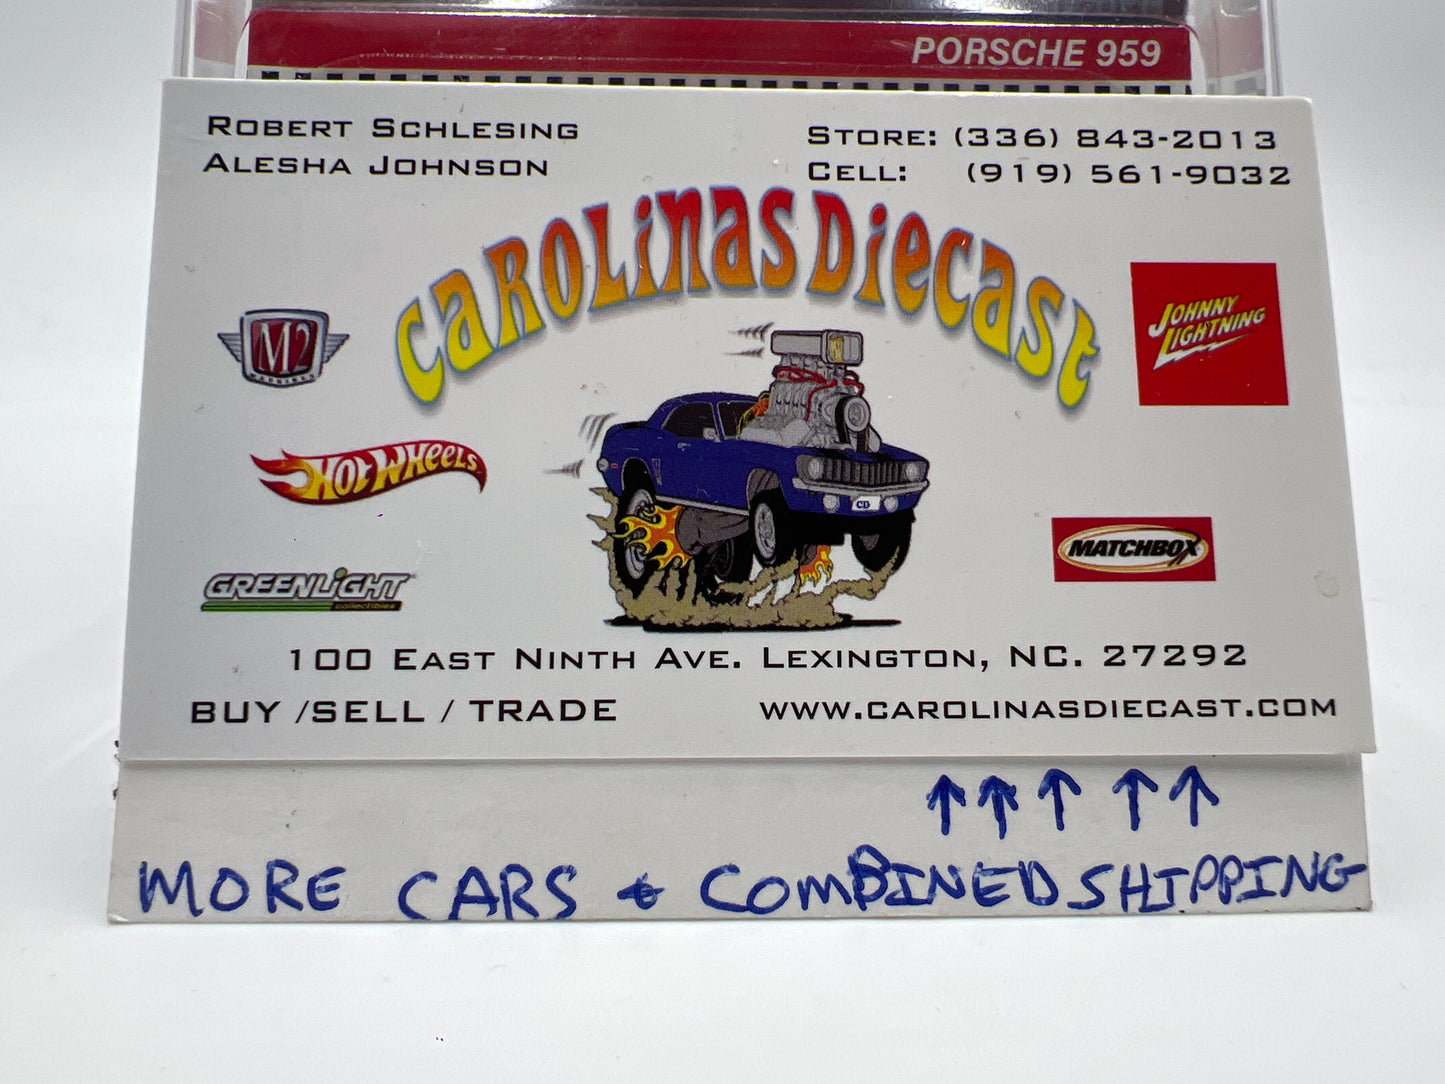 PORSCHE 959
ROBERT SCHLESING
ALESHA JOHNSON
STORE: (336) 843-2013
CELL: (919) 561-9032
CAROLINAS DIECAST
M2
MACHINES
JOHNNY
LIGHTNING
HOT WHEELS
CD
MATCHBOX
GREENLIGHT
collectibles
100 EAST NINTH AVE. LEXINGTON, NC. 27292
BUY /SELL / TRADE
WWW.CAROLINASDIECAST.COM
↑↑↑↑↑
MORE CARS & COMBINED SHIPPING